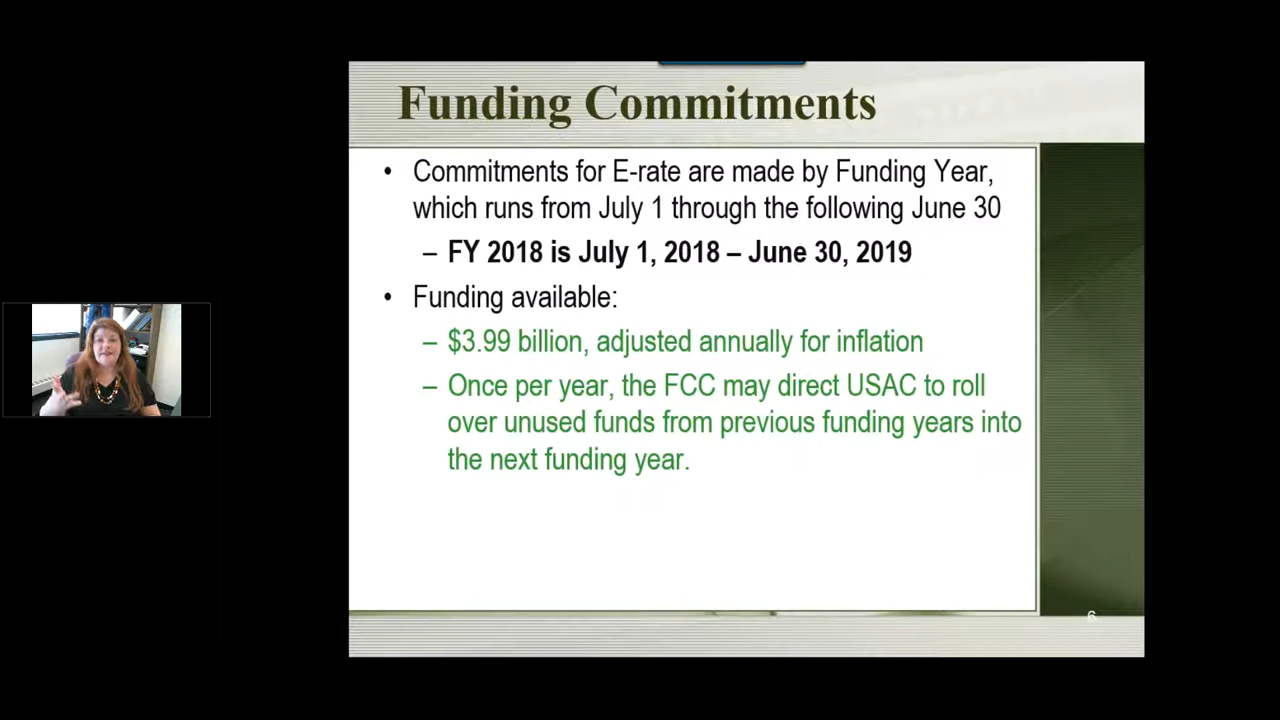 Funding Commitments
• Commitments for E-rate are made by Funding Year,
which runs from July 1 through the following June 30
– FY 2018 is July 1, 2018 – June 30, 2019
• Funding available:
– $3.99 billion, adjusted annually for inflation
– Once per year, the FCC may direct USAC to roll
over unused funds from previous funding years into
the next funding year.
6